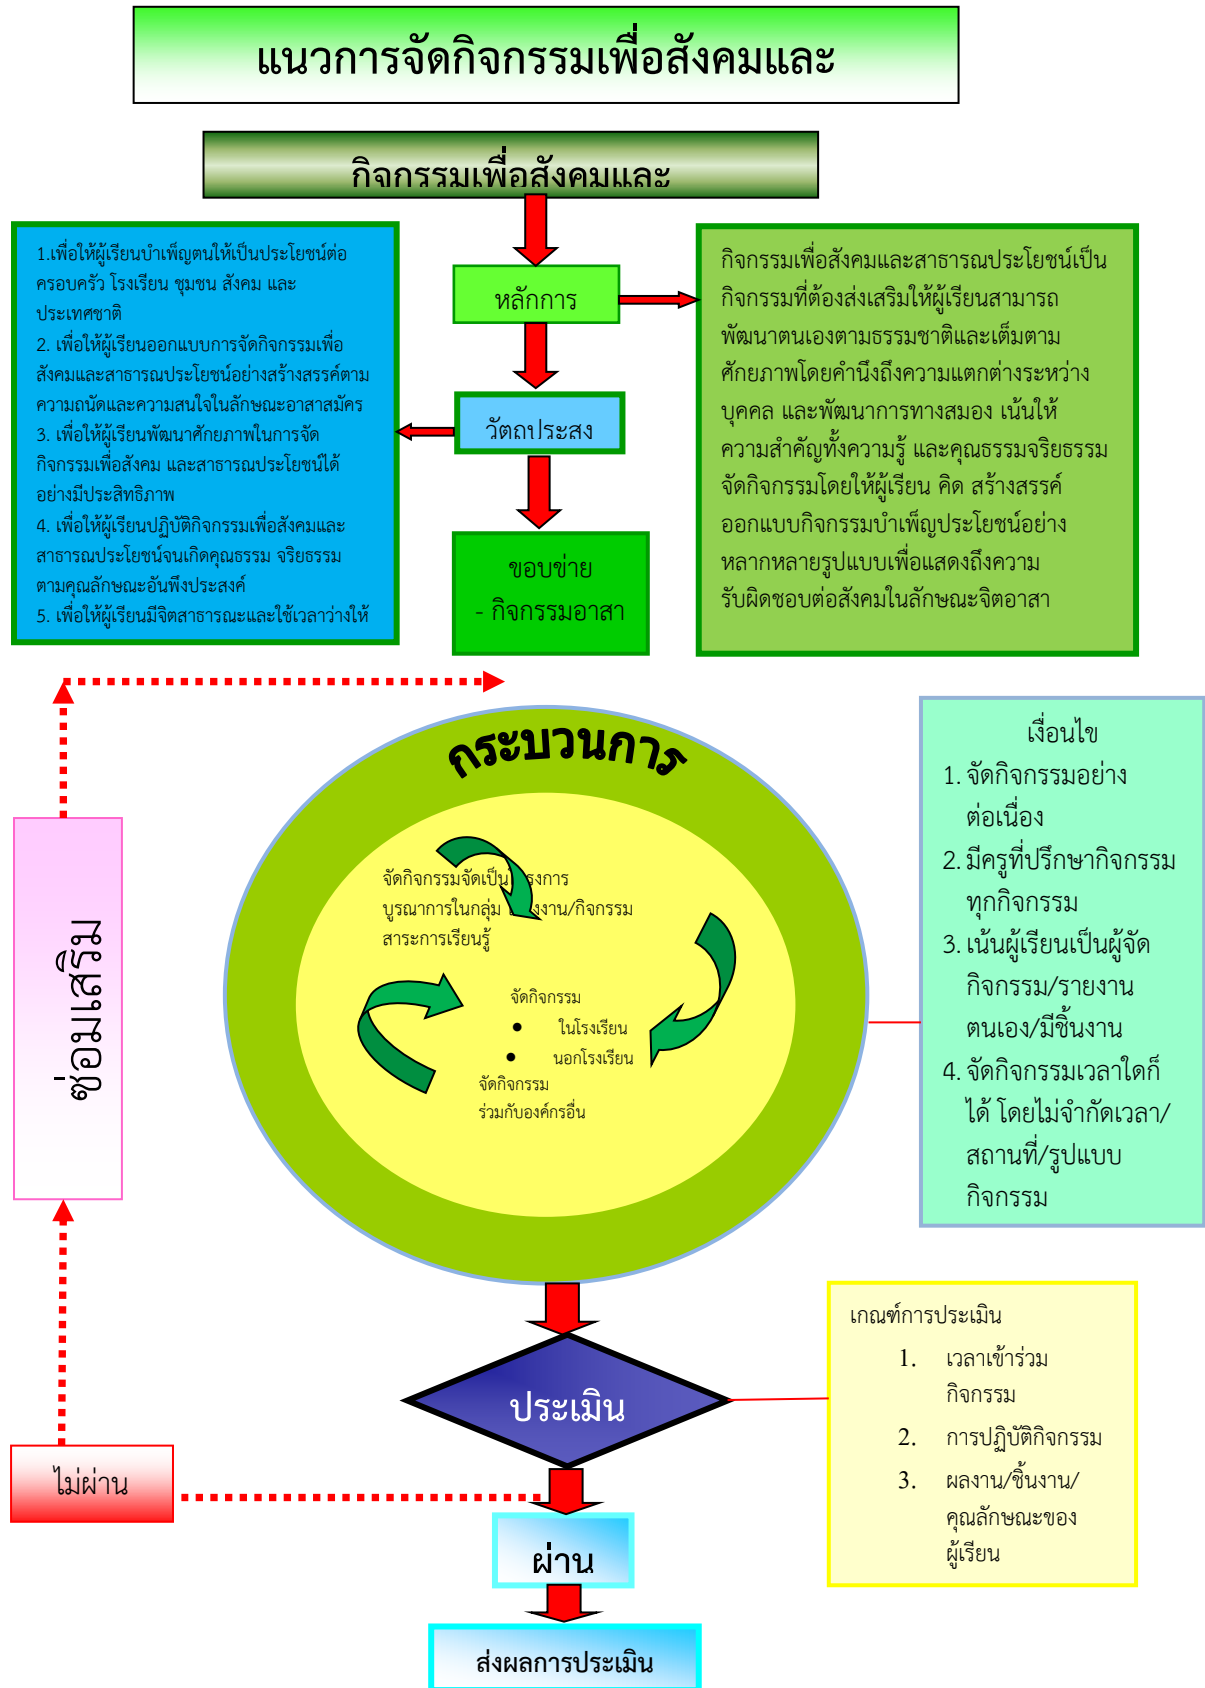 แนวการจัดกิจกรรมเพื่อสังคมและ
กิจกรรมเพื่อสังคมและ
1.เพื่อให้ผู้เรียนบำเพ็ญตนให้เป็นประโยชน์ต่อ
ครอบครัว โรงเรียน ชุมชน สังคม และ
ประเทศชาติ
2. เพื่อให้ผู้เรียนออกแบบการจัดกิจกรรมเพื่อ
สังคมและสาธารณประโยชน์อย่างสร้างสรรค์ตาม
ความถนัดและความสนใจในลักษณะอาสาสมัคร
3. เพื่อให้ผู้เรียนพัฒนาศักยภาพในการจัด
กิจกรรมเพื่อสังคม และสาธารณประโยชน์ได้
อย่างมีประสิทธิภาพ
4. เพื่อให้ผู้เรียนปฏิบัติกิจกรรมเพื่อสังคมและ
สาธารณประโยชน์จนเกิดคุณธรรม จริยธรรม
ตามคุณลักษณะอันพึงประสงค์
5. เพื่อให้ผู้เรียนมีจิตสาธารณะและใช้เวลาว่างให้
หลักการ
วัตถุประสง
ขอบข่าย
- กิจกรรมอาสา
กิจกรรมเพื่อสังคมและสาธารณประโยชน์เป็น
กิจกรรมที่ต้องส่งเสริมให้ผู้เรียนสามารถ
พัฒนาตนเองตามธรรมชาติและเต็มตาม
ศักยภาพโดยคำนึงถึงความแตกต่างระหว่าง
บุคคล และพัฒนาการทางสมอง เน้นให้
ความสำคัญทั้งความรู้ และคุณธรรมจริยธรรม
จัดกิจกรรมโดยให้ผู้เรียน คิด สร้างสรรค์
ออกแบบกิจกรรมบำเพ็ญประโยชน์อย่าง
หลากหลายรูปแบบเพื่อแสดงถึงความ
รับผิดชอบต่อสังคมในลักษณะจิตอาสา
กระบวนการ
จัดกิจกรรม
บูรณาการในกลุ่ม
สาระการเรียนรู้
จัดเป็น
/กิจกรรม
จัดกิจกรรม
● ในโรงเรียน
● นอกโรงเรียน
จัดกิจกรรม
ร่วมกับองค์กรอื่น
เงื่อนไข
1. จัดกิจกรรมอย่าง
ต่อเนื่อง
2. มีครูที่ปรึกษากิจกรรม
ทุกกิจกรรม
3. เน้นผู้เรียนเป็นผู้จัด
กิจกรรม/รายงาน
ตนเอง/มีชิ้นงาน
4. จัดกิจกรรมเวลาใดก็
ได้ โดยไม่จำกัดเวลา/
สถานที่/รูปแบบ
กิจกรรม
ซ่อมเสริม
ประเมิน
เกณฑ์การประเมิน
1. เวลาเข้าร่วม
กิจกรรม
2. การปฏิบัติกิจกรรม
3. ผลงาน/ชิ้นงาน/
คุณลักษณะของ
ผู้เรียน
ไม่ผ่าน
ผ่าน
ส่งผลการประเมิน